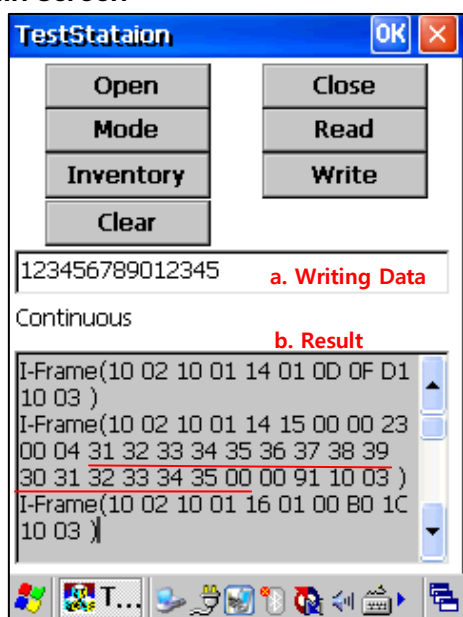 TestStataion OK
Open Close
Mode Read
Inventory Write
Clear
123456789012345 a. Writing Data
Continuous
b. Result
I-Frame(10 02 10 01 14 01 0D 0F D1
10 03 )
I-Frame(10 02 10 01 14 15 00 00 23
00 04 31 32 33 34 35 36 37 38 39
30 31 32 33 34 35 00 00 91 10 03 )
I-Frame(10 02 10 01 16 01 00 B0 1C
10 03 )
T...